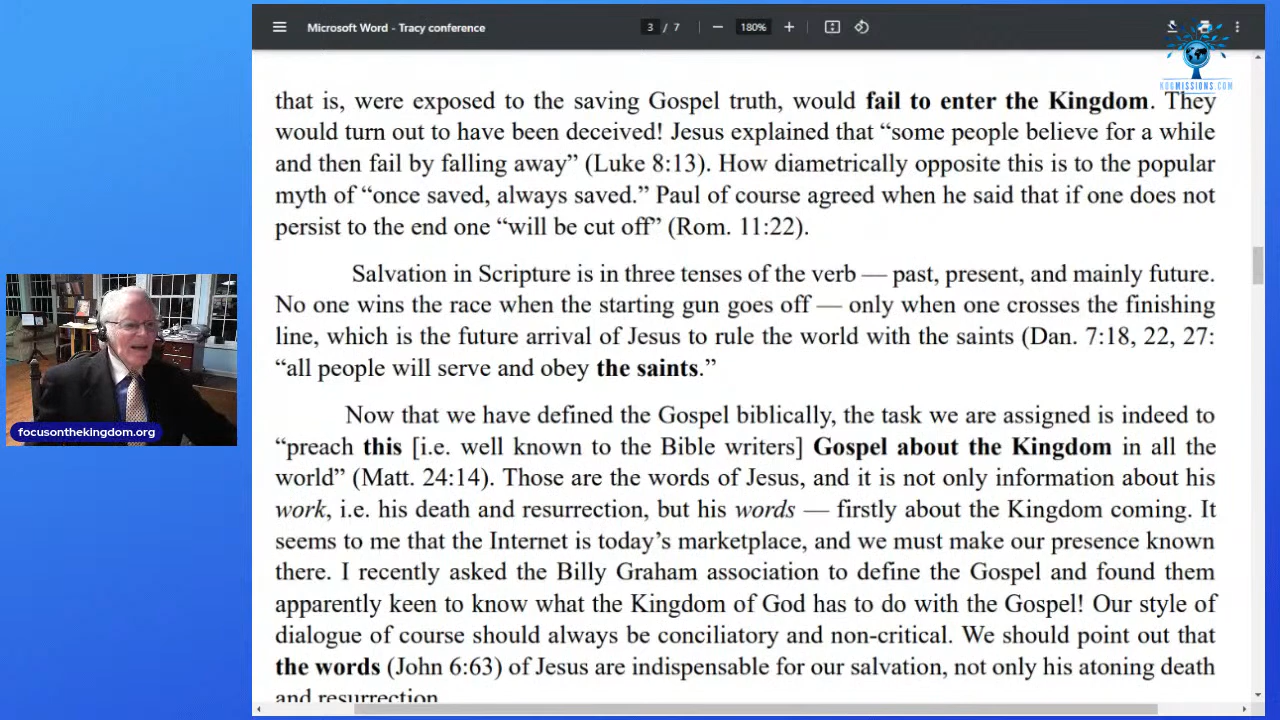 Microsoft Word - Tracy conference
3 / 7
180%
KOGMISSIONS.COM
that is, were exposed to the saving Gospel truth, would fail to enter the Kingdom. They
would turn out to have been deceived! Jesus explained that “some people believe for a while
and then fail by falling away” (Luke 8:13). How diametrically opposite this is to the popular
myth of “once saved, always saved.” Paul of course agreed when he said that if one does not
persist to the end one “will be cut off” (Rom. 11:22).
Salvation in Scripture is in three tenses of the verb — past, present, and mainly future.
No one wins the race when the starting gun goes off — only when one crosses the finishing
line, which is the future arrival of Jesus to rule the world with the saints (Dan. 7:18, 22, 27:
“all people will serve and obey the saints.”
Now that we have defined the Gospel biblically, the task we are assigned is indeed to
“preach this [i.e. well known to the Bible writers] Gospel about the Kingdom in all the
world” (Matt. 24:14). Those are the words of Jesus, and it is not only information about his
work, i.e. his death and resurrection, but his words — firstly about the Kingdom coming. It
seems to me that the Internet is today’s marketplace, and we must make our presence known
there. I recently asked the Billy Graham association to define the Gospel and found them
apparently keen to know what the Kingdom of God has to do with the Gospel! Our style of
dialogue of course should always be conciliatory and non-critical. We should point out that
the words (John 6:63) of Jesus are indispensable for our salvation, not only his atoning death
and resurrection
focusonthekingdom.org